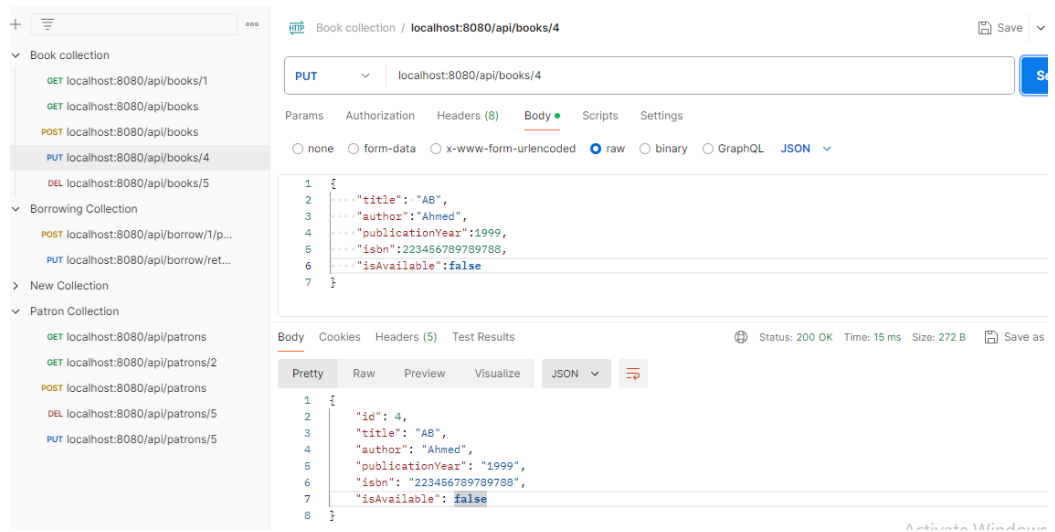 HTTP Book collection / localhost:8080/api/books/4 Save
Book collection
GET localhost:8080/api/books/1
GET localhost:8080/api/books
POST localhost:8080/api/books
PUT localhost:8080/api/books/4
DEL localhost:8080/api/books/5
Borrowing Collection
POST localhost:8080/api/borrow/1/p...
PUT localhost:8080/api/borrow/ret...
New Collection
Patron Collection
GET localhost:8080/api/patrons
GET localhost:8080/api/patrons/2
POST localhost:8080/api/patrons
DEL localhost:8080/api/patrons/5
PUT localhost:8080/api/patrons/5
PUT localhost:8080/api/books/4 Se
Params Authorization Headers (8) Body Scripts Settings
none form-data x-www-form-urlencoded raw binary GraphQL JSON
1 {
2 "title": "AB",
3 "author":"Ahmed",
4 "publicationYear":1999,
5 "isbn":223456789789788,
6 "isAvailable":false
7 }
Body Cookies Headers (5) Test Results Status: 200 OK Time: 15 ms Size: 272 B Save as
Pretty Raw Preview Visualize JSON
1 {
2 "id": 4,
3 "title": "AB",
4 "author": "Ahmed",
5 "publicationYear": "1999",
6 "isbn": "223456789789788",
7 "isAvailable": false
8 }
Activate Windows